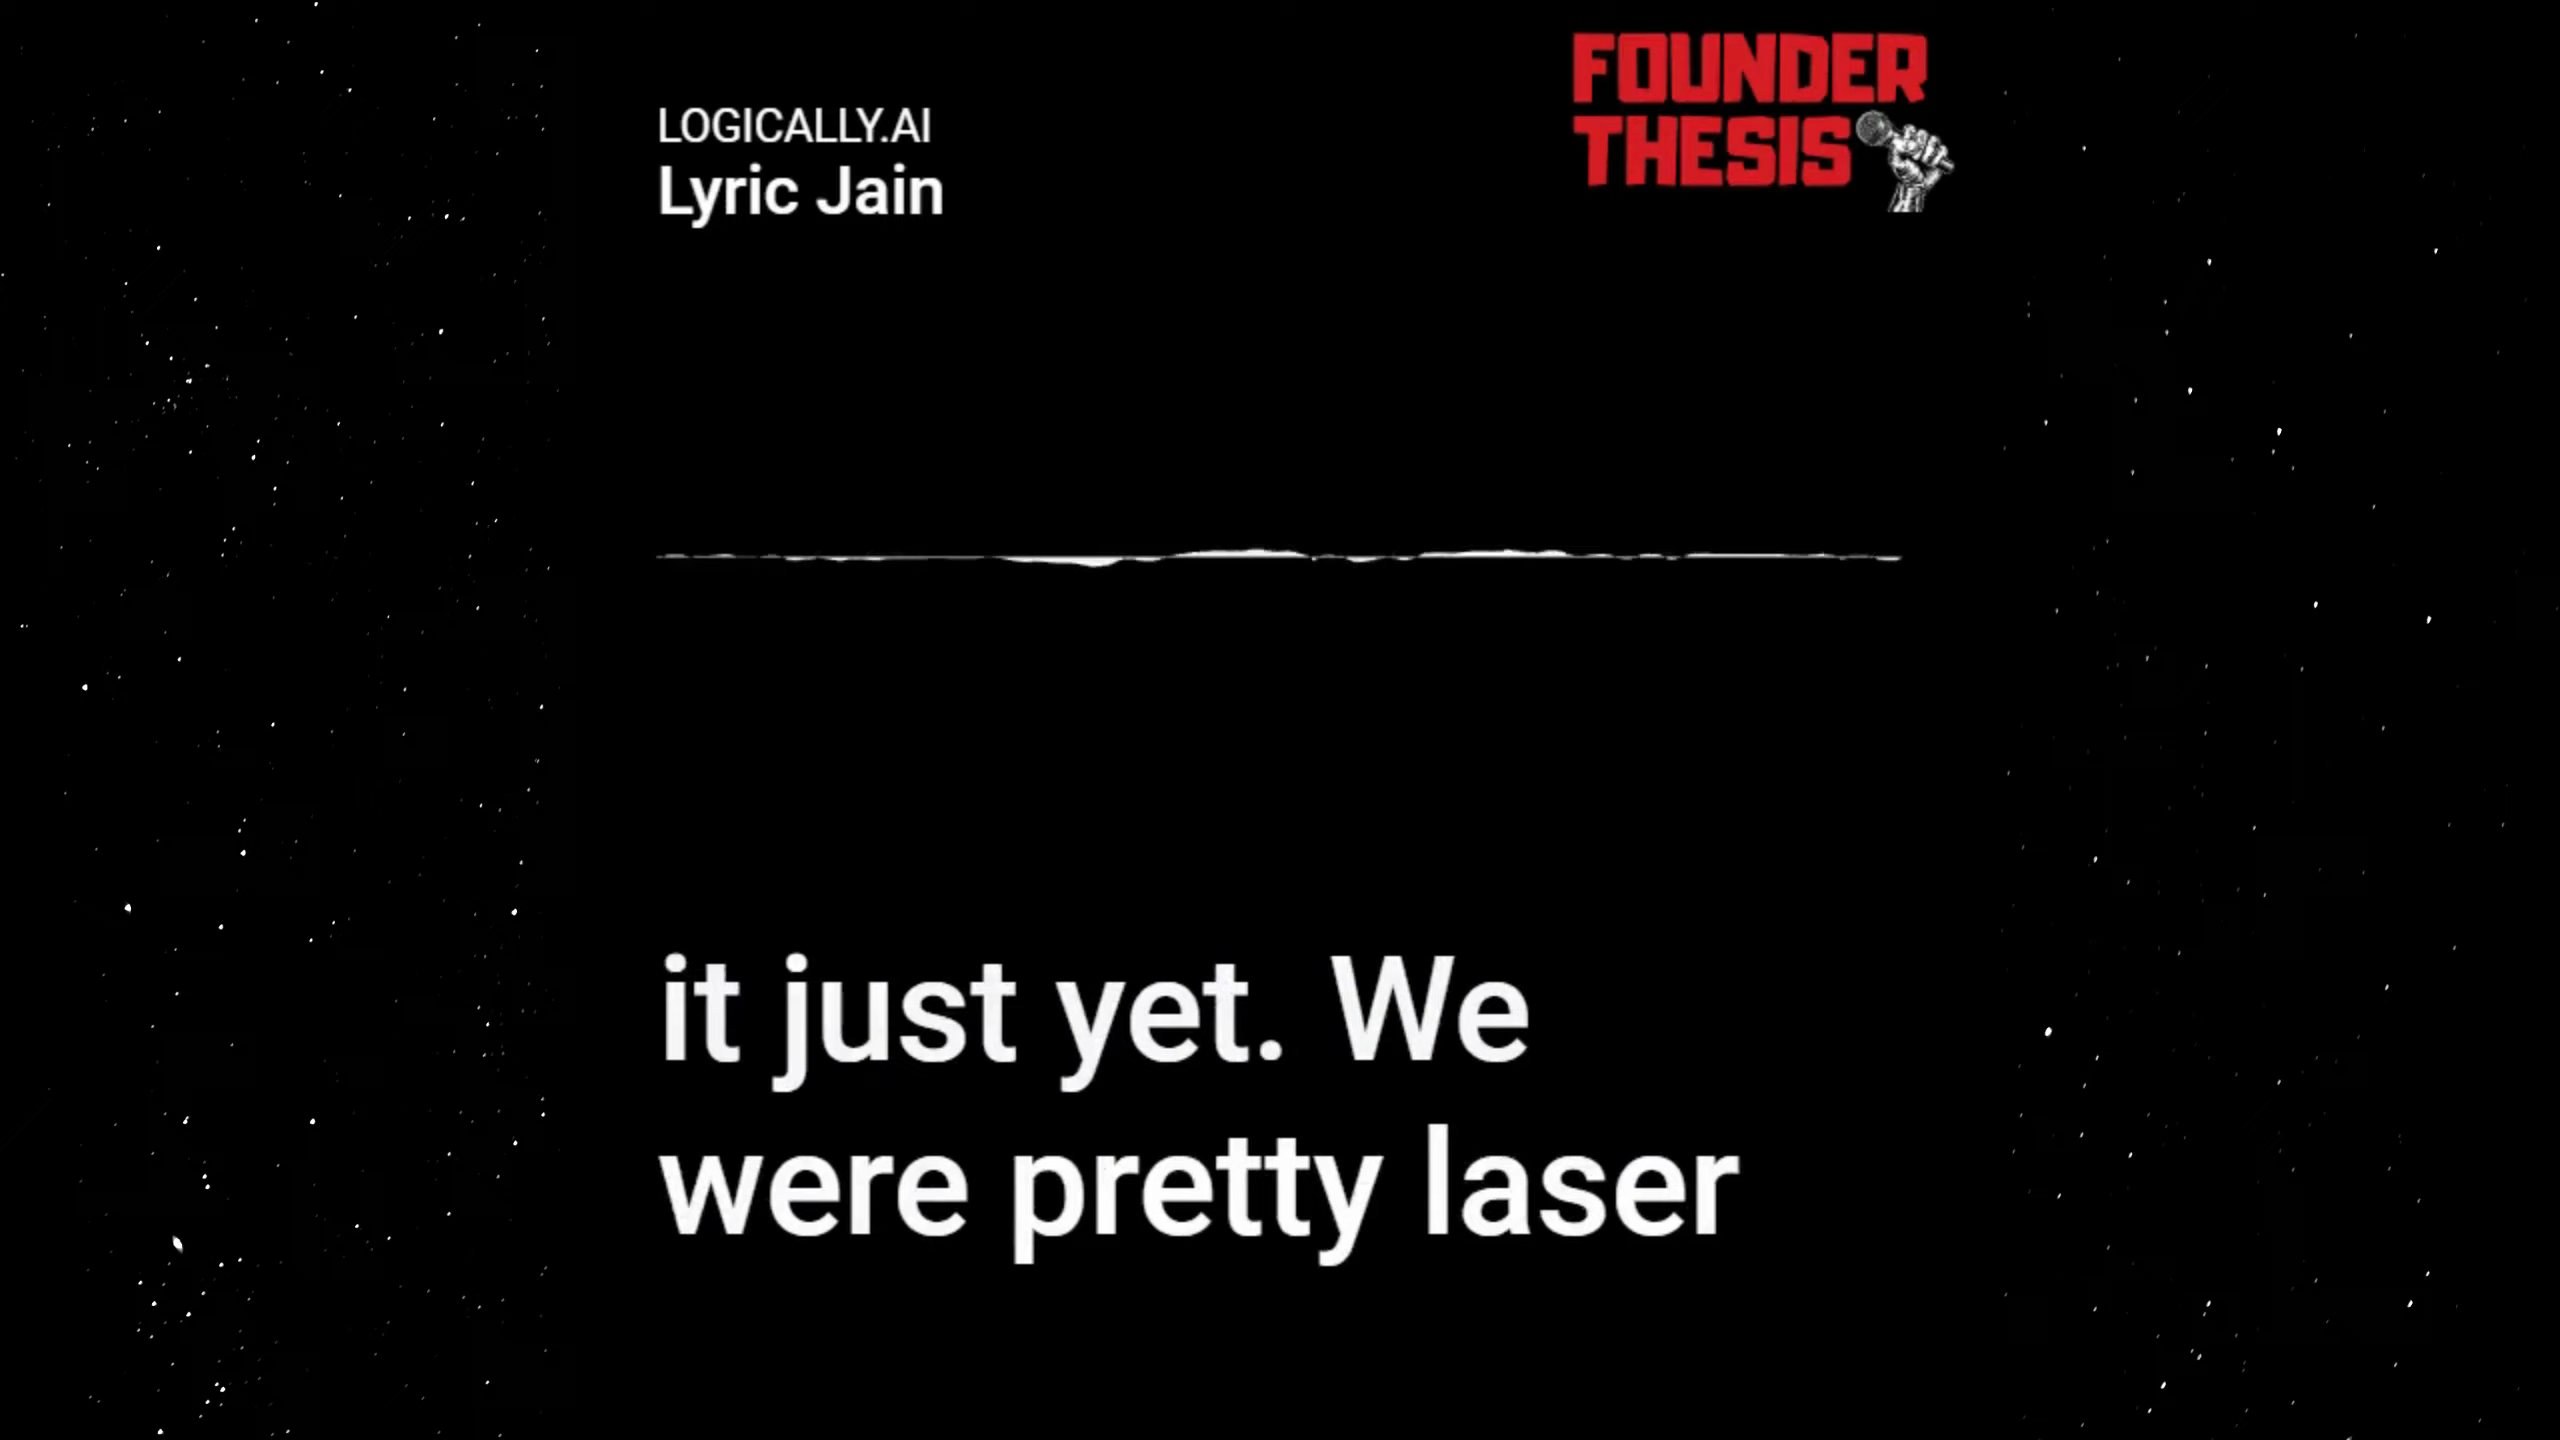 LOGICALLY.AI
Lyric Jain
FOUNDER
THESIS
it just yet. We
were pretty laser